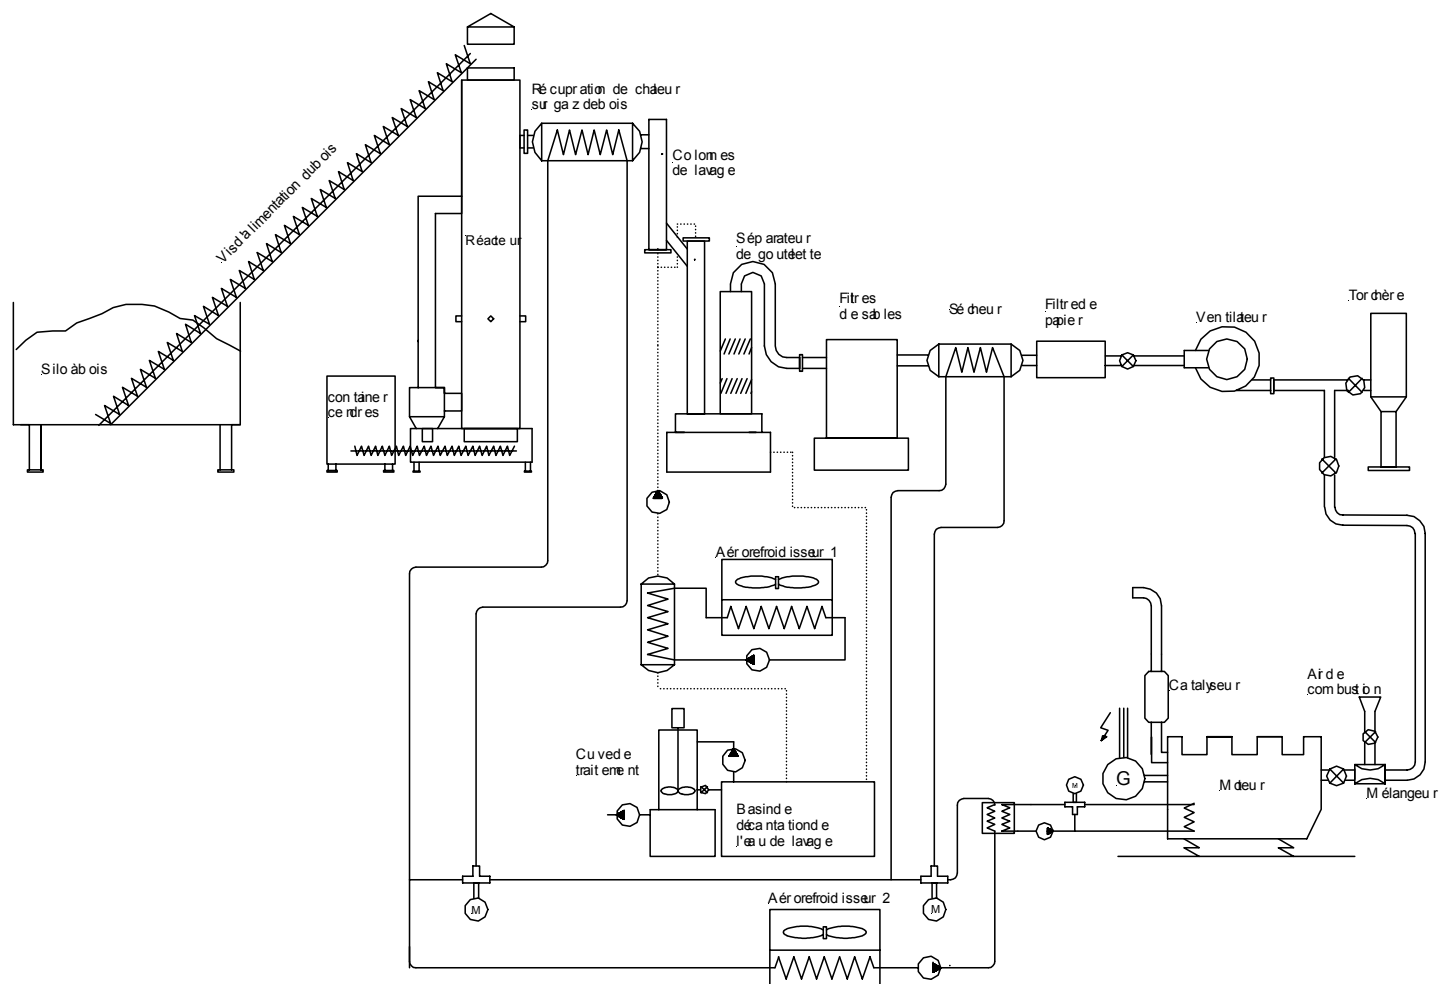 Récupration de chaleur
sur gaz de bois
Vis d'alimentation du bois
Colonnes
de lavage
Réacteur
Séparateur
de gouttelette
Filtres
de sables
Sécheur
Filtre de
papier
Ventilateur
Torchère
Silo à bois
container
cendres
Aérorefroidisseur 1
Catalyseur
Air de
combustion
Cuve de
traitement
G
Moteur
M
Mélangeur
Basin de
décantation de
l'eau de lavage
Aérorefroidisseur 2
M
M